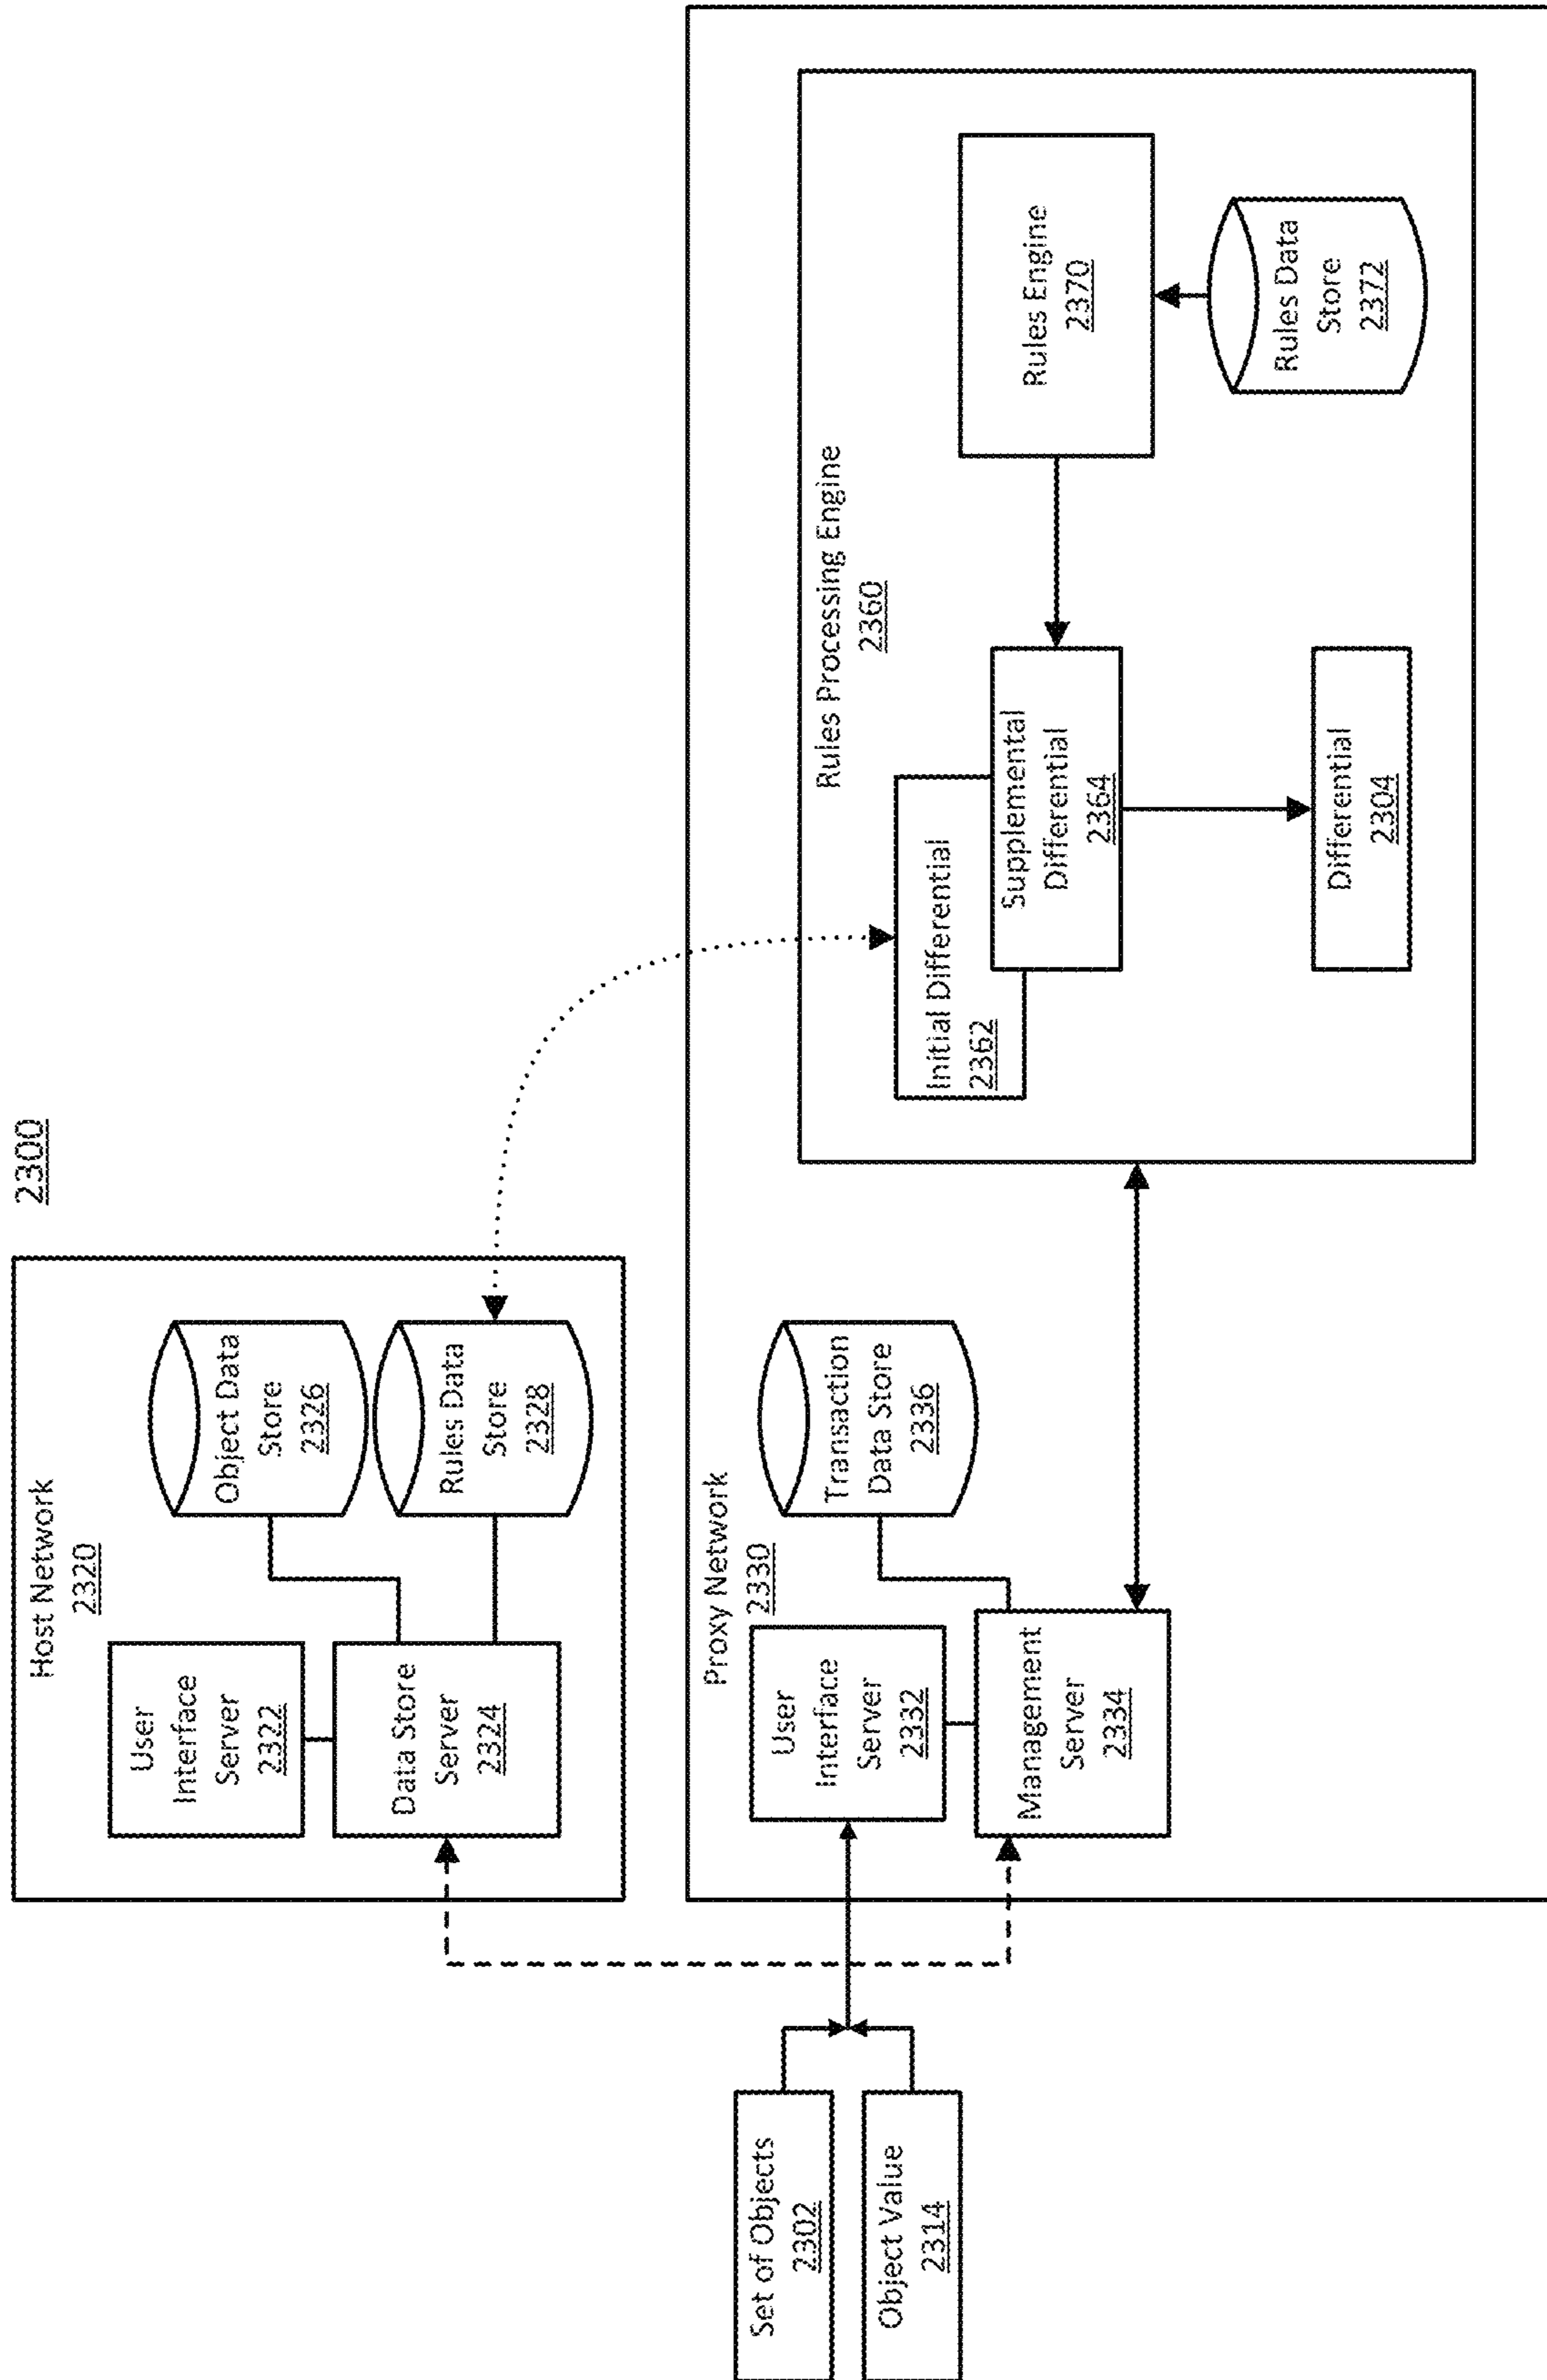 2300
Host Network
2320
User
Interface
Server
2322
Data Store
Server
2324
Object Data
Store
2326
Rules Data
Store
2328
Set of Objects
2302
Object Value
2314
Proxy Network
2330
User
Interface
Server
2332
Management
Server
2334
Transaction
Data Store
2336
Rules Processing Engine
2360
Initial Differential
2362
Supplemental
Differential
2364
Differential
2304
Rules Engine
2370
Rules Data
Store
2372